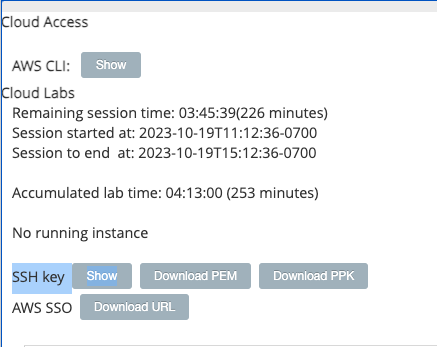 Cloud Access
AWS CLI: Show
Cloud Labs
Remaining session time: 03:45:39(226 minutes)
Session started at: 2023-10-19T11:12:36-0700
Session to end at: 2023-10-19T15:12:36-0700
Accumulated lab time: 04:13:00 (253 minutes)
No running instance
SSH key Show Download PEM Download PPK
AWS SSO Download URL